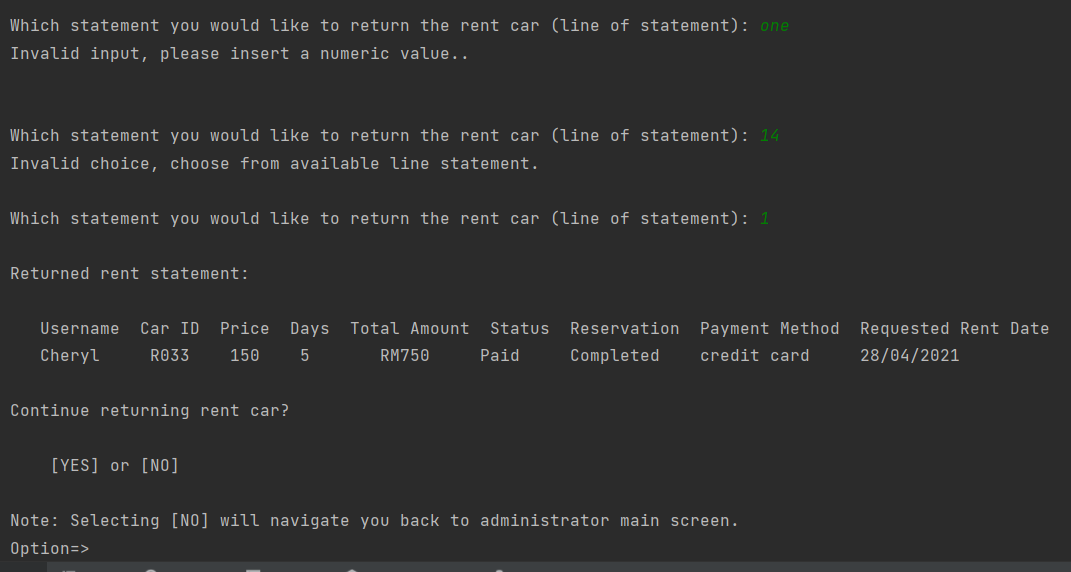 Which statement you would like to return the rent car (line of statement): one
Invalid input, please insert a numeric value..
Which statement you would like to return the rent car (line of statement): 14
Invalid choice, choose from available line statement.
Which statement you would like to return the rent car (line of statement): 1
Returned rent statement:
Username  Car ID  Price  Days  Total Amount  Status  Reservation  Payment Method  Requested Rent Date
Cheryl     R033    150    5       RM750     Paid     Completed    credit card     28/04/2021
Continue returning rent car?
[YES] or [NO]
Note: Selecting [NO] will navigate you back to administrator main screen.
Option=>